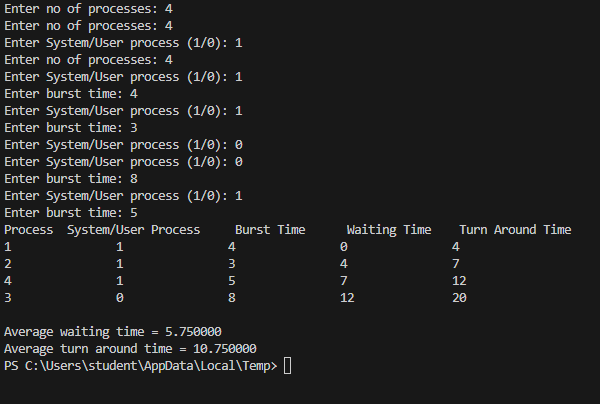 Enter no of processes: 4
Enter no of processes: 4
Enter System/User process (1/0): 1
Enter no of processes: 4
Enter System/User process (1/0): 1
Enter burst time: 4
Enter System/User process (1/0): 1
Enter burst time: 3
Enter System/User process (1/0): 0
Enter System/User process (1/0): 0
Enter burst time: 8
Enter System/User process (1/0): 1
Enter burst time: 5
Process  System/User Process     Burst Time      Waiting Time    Turn Around Time
1               1               4               0               4
2               1               3               4               7
4               1               5               7               12
3               0               8               12              20

Average waiting time = 5.750000
Average turn around time = 10.750000
PS C:\Users\student\AppData\Local\Temp>